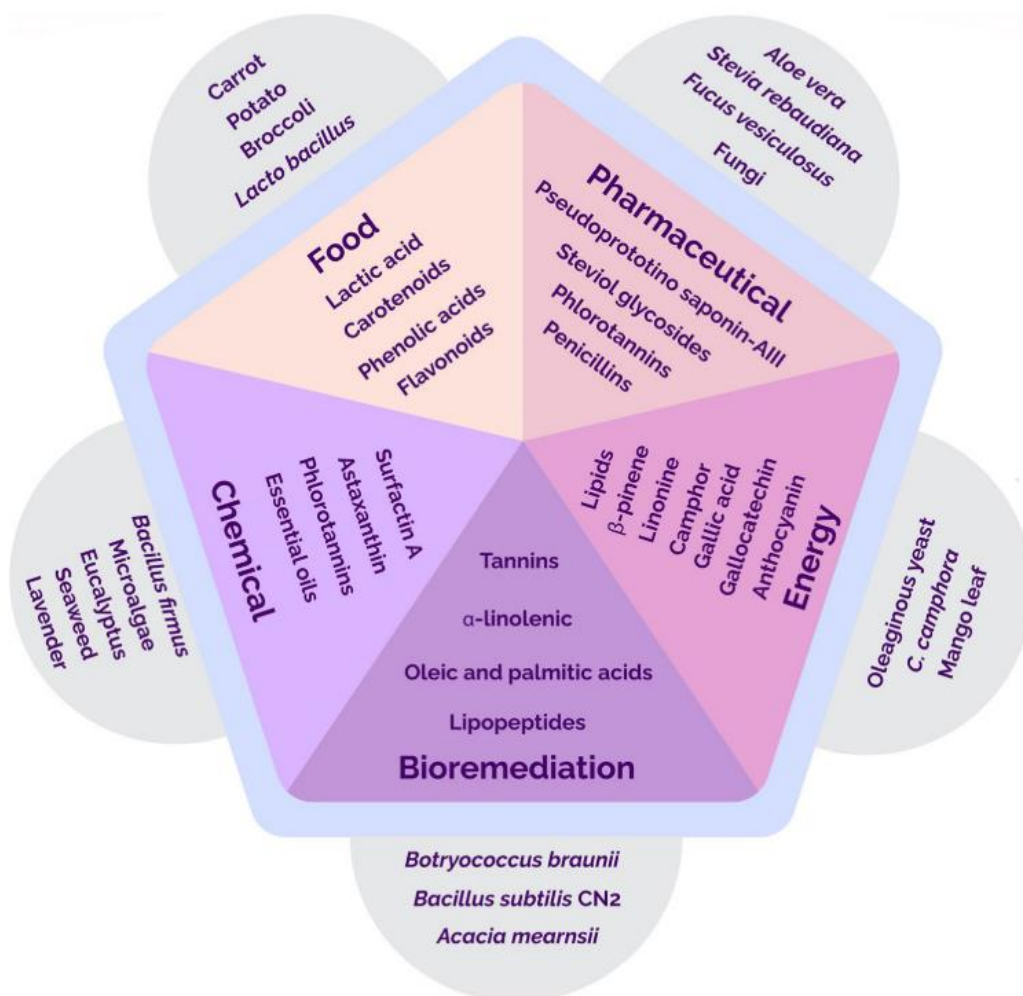 Carrot
Potato
Broccoli
Lacto bacillus
Aloe vera
Stevia rebaudiana
Fucus vesiculosus
Fungi
Food
Lactic acid
Carotenoids
Phenolic acids
Flavonoids
Pharmaceutical
Pseudoprototino saponin-AIII
Steviol glycosides
Phlorotannins
Penicillins
Chemical
Essential oils
Phlorotannins
Astaxanthin
Surfactin A
Lipids
β-pinene
Linonine
Camphor
Gallic acid
Gallocatechin
Anthocyanin
Energy
Tannins
α-linolenic
Oleic and palmitic acids
Lipopeptides
Bioremediation
Lavender
Seaweed
Eucalyptus
Microalgae
Bacillus firmus
Oleaginous yeast
C. camphora
Mango leaf
Botryococcus braunii
Bacillus subtilis CN2
Acacia mearnsii